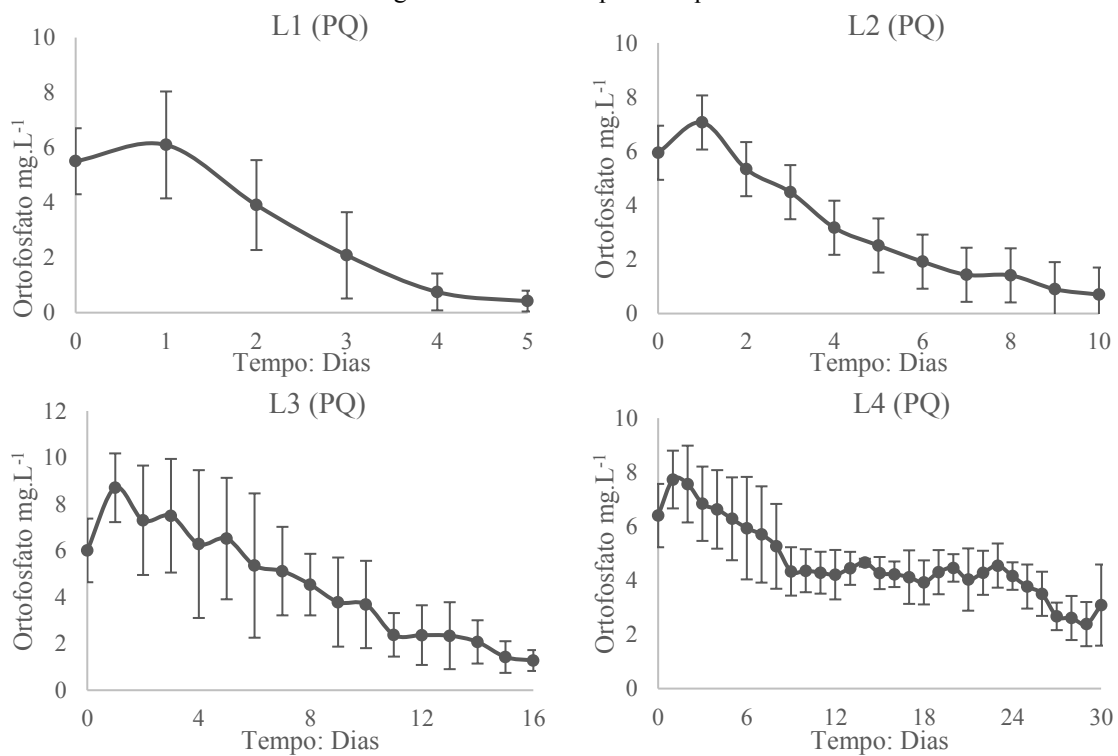 L1 (PQ)
10
8
6
4
2
0
Ortofosfato mg.L-1
0 1 2 3 4 5
Tempo: Dias
L2 (PQ)
10
8
6
4
2
0
Ortofosfato mg.L-1
0 2 4 6 8 10
Tempo: Dias
L3 (PQ)
12
10
8
6
4
2
0
Ortofosfato mg.L-1
0 4 8 12 16
Tempo: Dias
L4 (PQ)
10
8
6
4
2
0
Ortofosfato mg.L-1
0 6 12 18 24 30
Tempo: Dias